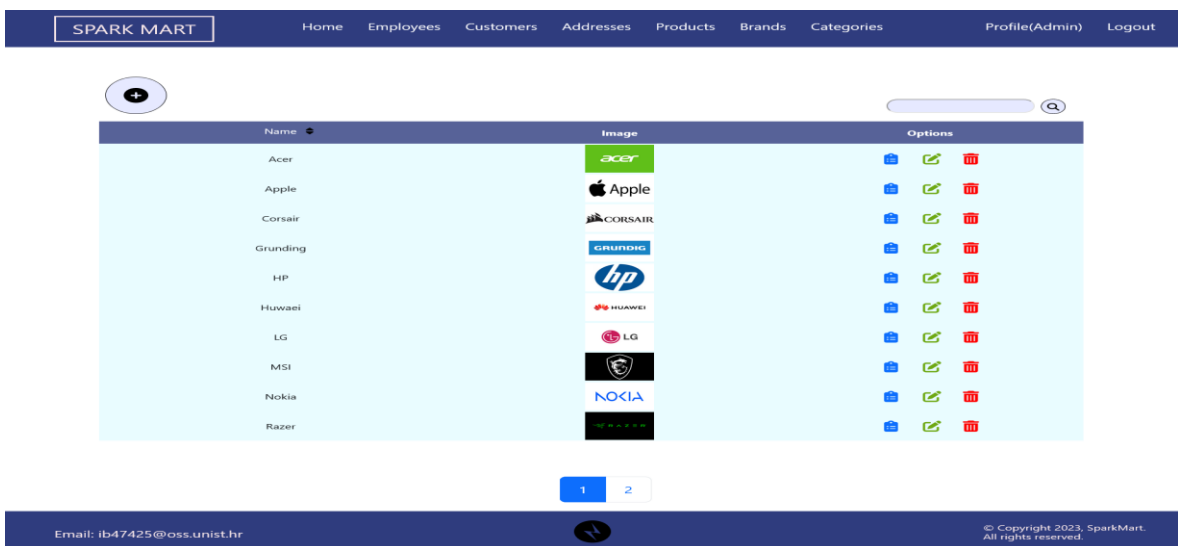 SPARK MART Home Employees Customers Addresses Products Brands Categories Profile(Admin) Logout
Name Image Options
Acer acer
Apple Apple
Corsair CORSAIR
Grunding GRUNDIG
HP hp
Huwaei HUAWEI
LG LG
MSI
Nokia NOKIA
Razer RAZER
1 2
Email: ib47425@oss.unist.hr
© Copyright 2023, SparkMart.
All rights reserved.